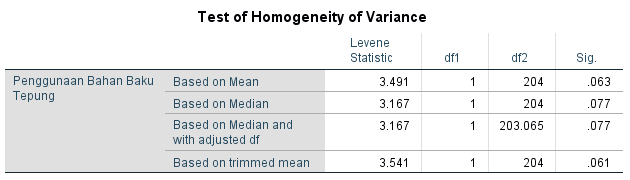 Test of Homogeneity of Variance
Levene Statistic df1 df2 Sig.
Penggunaan Bahan Baku Tepung Based on Mean 3.491 1 204 .063
Based on Median 3.167 1 204 .077
Based on Median and with adjusted df 3.167 1 203.065 .077
Based on trimmed mean 3.541 1 204 .061